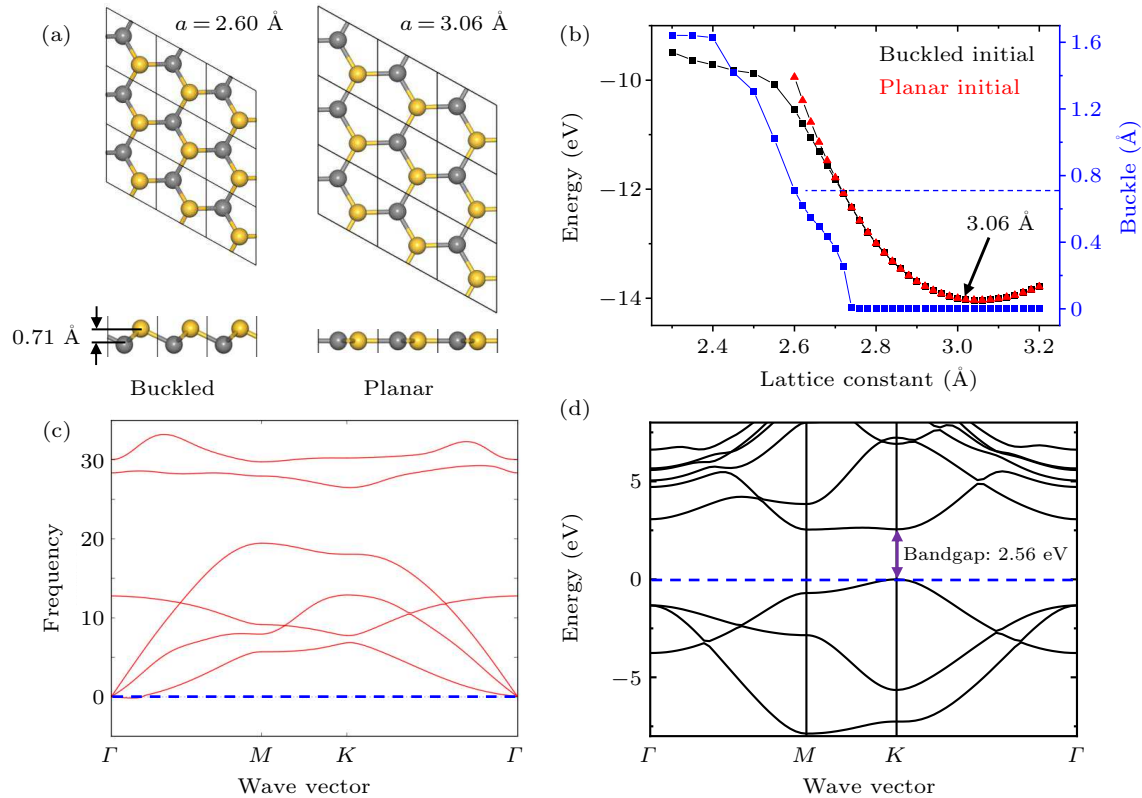 (a)
a = 2.60 Å
a = 3.06 Å
0.71 Å
Buckled
Planar
(b)
Buckled initial
Planar initial
3.06 Å
Energy (eV)
−10
−12
−14
Buckle (Å)
1.6
1.2
0.8
0.4
0
2.4 2.6 2.8 3.0 3.2
Lattice constant (Å)
(c)
Frequency
30
20
10
0
Γ M K Γ
Wave vector
(d)
Energy (eV)
5
0
−5
Bandgap: 2.56 eV
Γ M K Γ
Wave vector